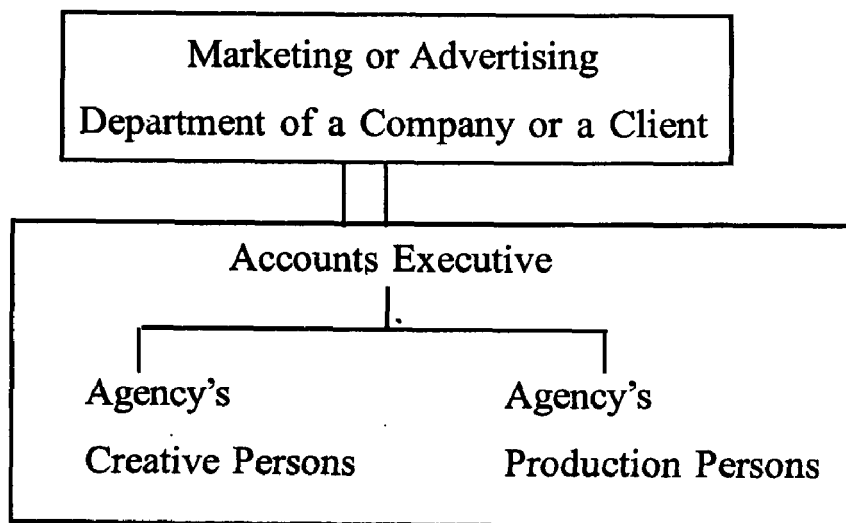 Marketing or Advertising
Department of a Company or a Client
Accounts Executive
Agency's
Creative Persons
Agency's
Production Persons